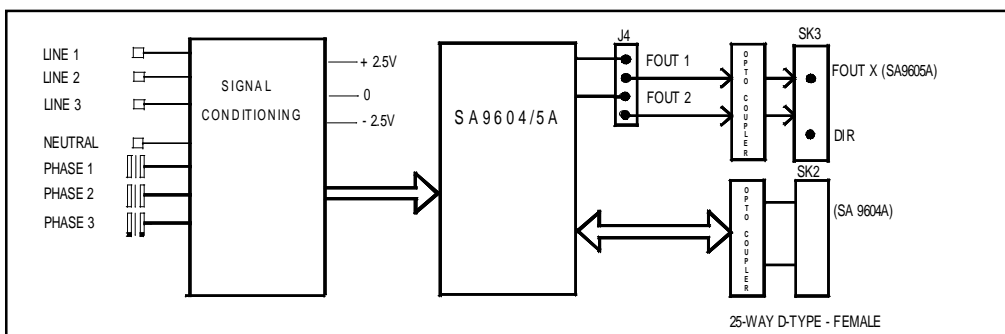 LINE 1
LINE 2
LINE 3
NEUTRAL
PHASE 1
PHASE 2
PHASE 3
SIGNAL
CONDITIONING
+ 2.5V
0
- 2.5V
SA9604/5A
J4
FOUT 1
FOUT 2
OPTO COUPLER
SK3
FOUT X (SA9605A)
DIR
OPTO COUPLER
SK2
(SA 9604A)
25-WAY D-TYPE - FEMALE